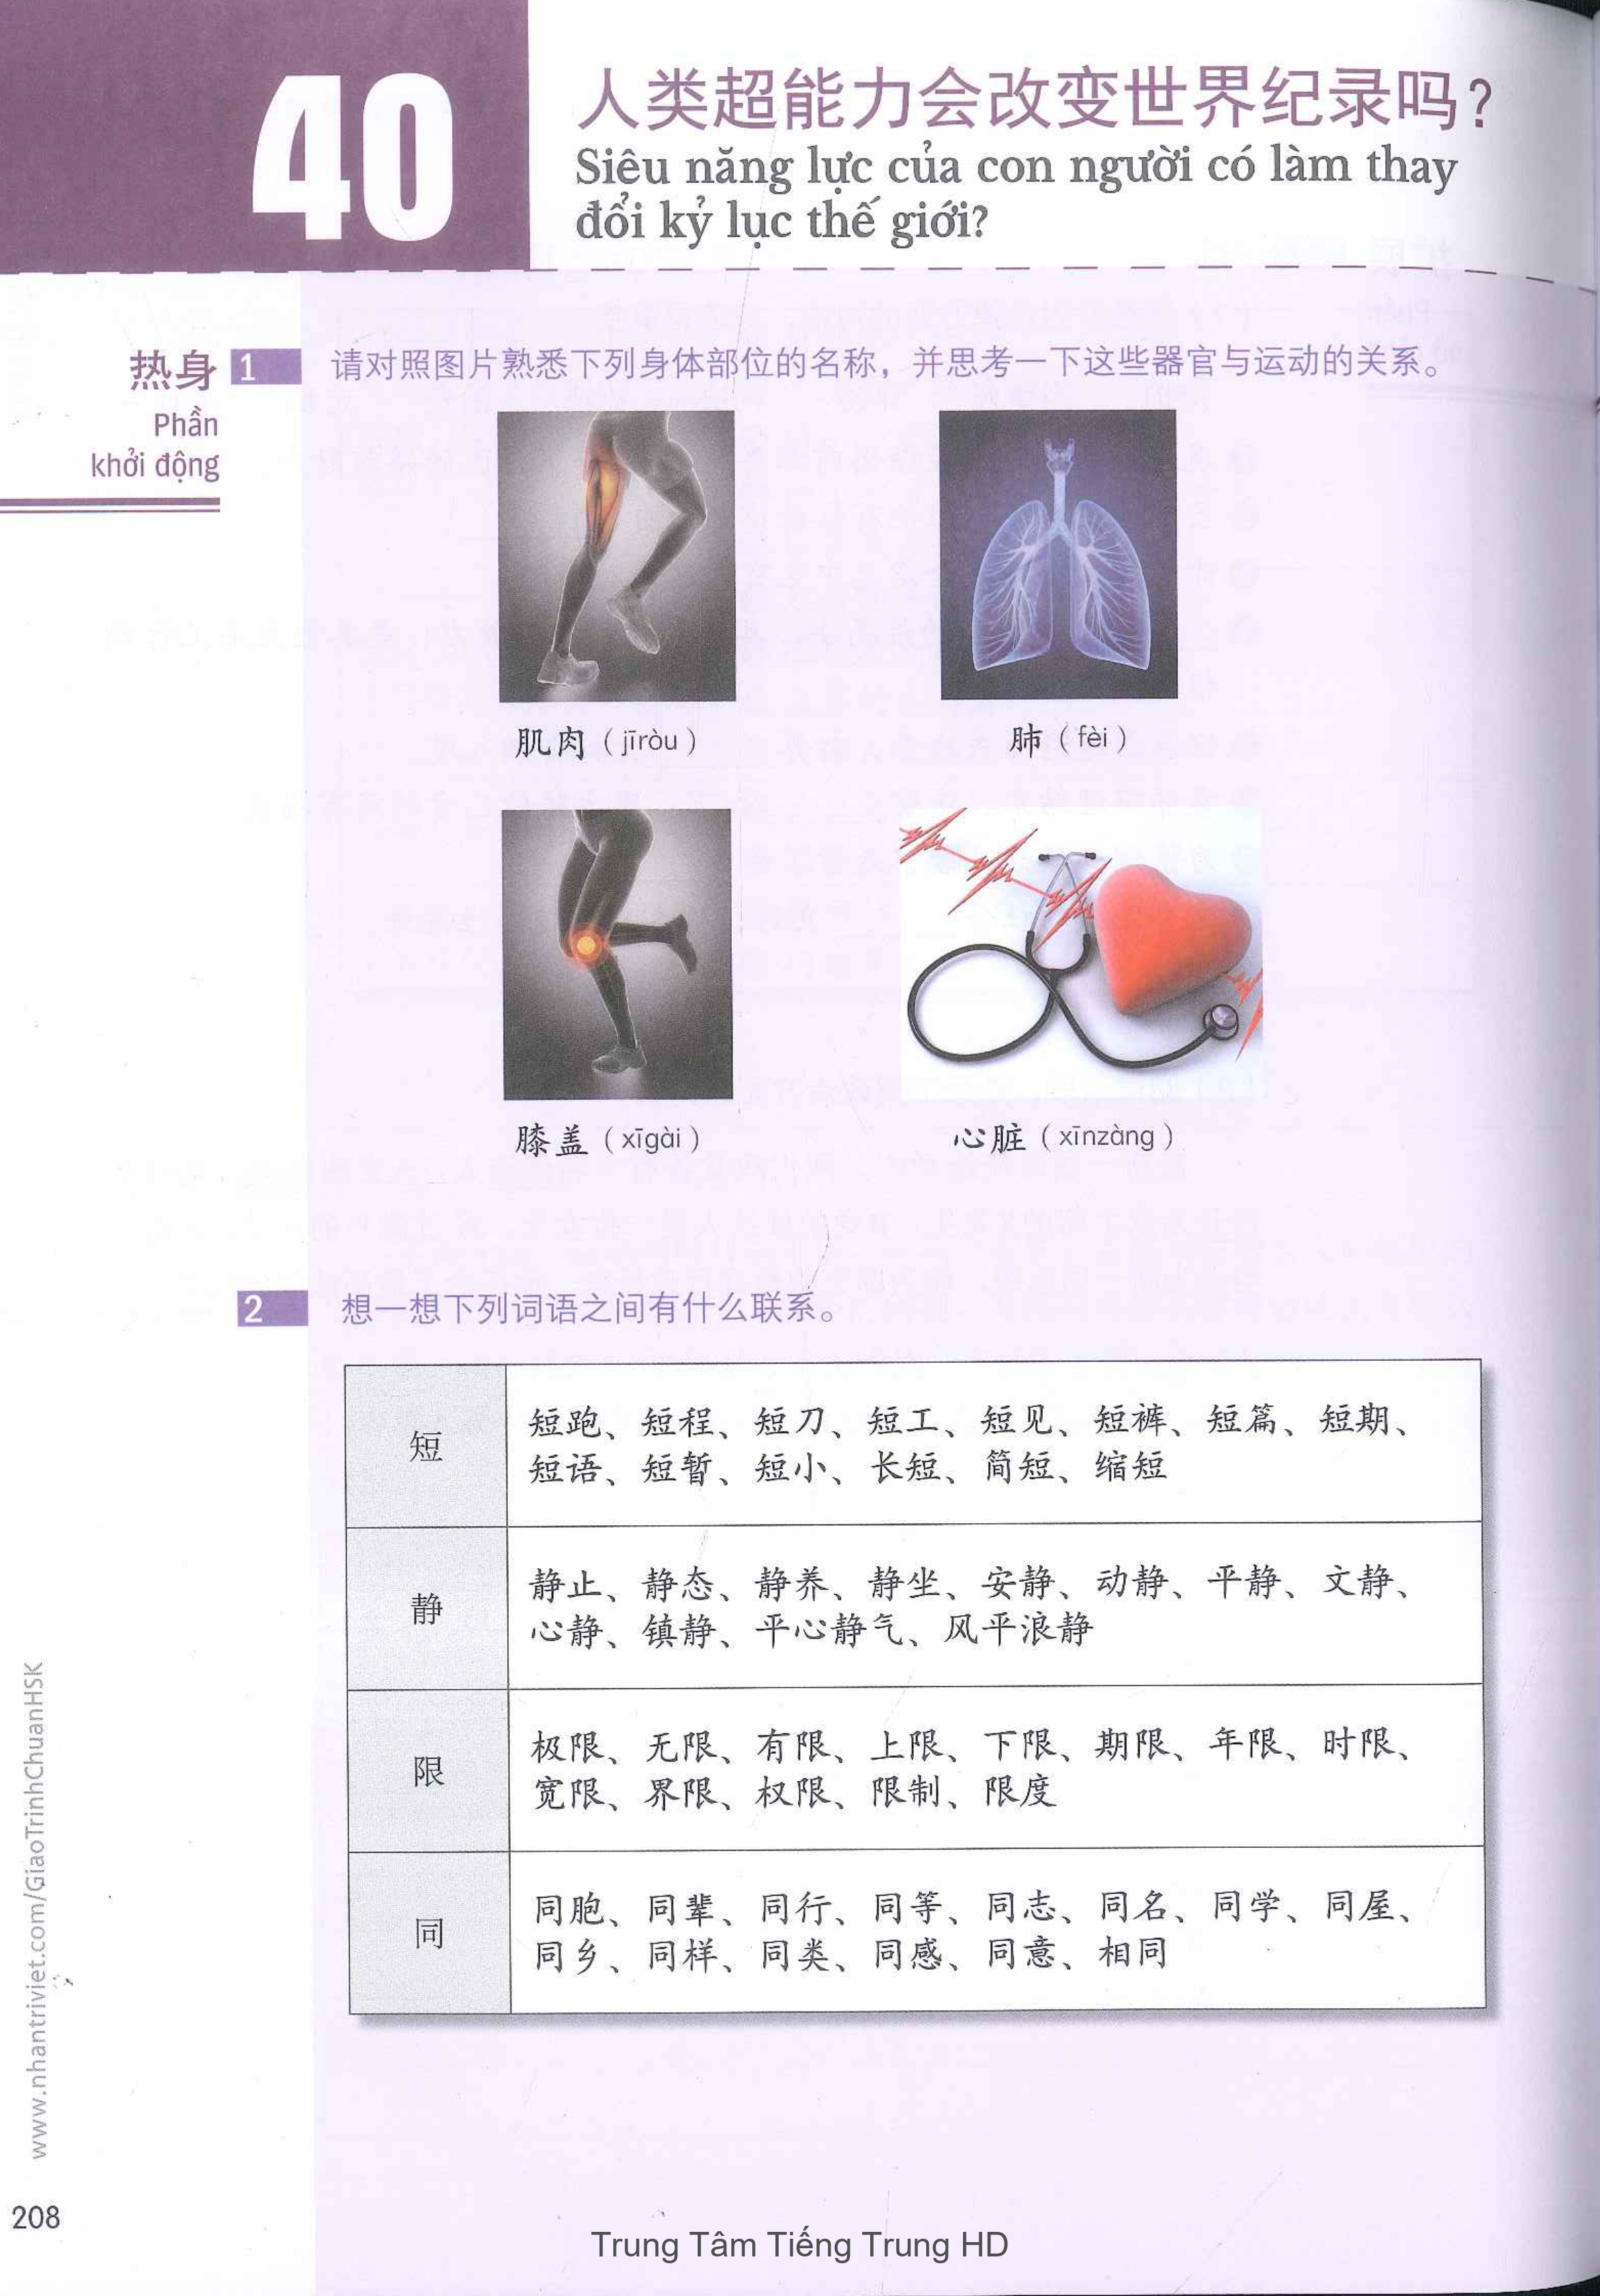 40
人类超能力会改变世界纪录吗？
Siêu năng lực của con người có làm thay
đổi kỷ lục thế giới?
热身
Phần
khởi động
1 请对照图片熟悉下列身体部位的名称，并思考一下这些器官与运动的关系。
肌肉（jīròu）
肺（fèi）
膝盖（xīgài）
心脏（xīnzàng）
2 想一想下列词语之间有什么联系。
短
短跑、短程、短刀、短工、短见、短裤、短篇、短期、
短语、短暂、短小、长短、简短、缩短
静
静止、静态、静养、静坐、安静、动静、平静、文静、
心静、镇静、平心静气、风平浪静
限
极限、无限、有限、上限、下限、期限、年限、时限、
宽限、界限、权限、限制、限度
同
同胞、同辈、同行、同等、同志、同名、同学、同屋、
同乡、同样、同类、同感、同意、相同
www.nhantriviet.com/GiaoTrinhChuanHSK
208
Trung Tâm Tiếng Trung HD